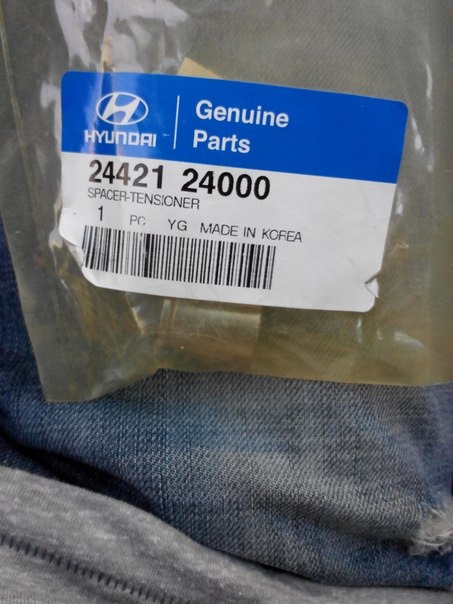 HYUNDAI
Genuine
Parts
24421 24000
SPACER-TENSIONER
1 PC YG MADE IN KOREA